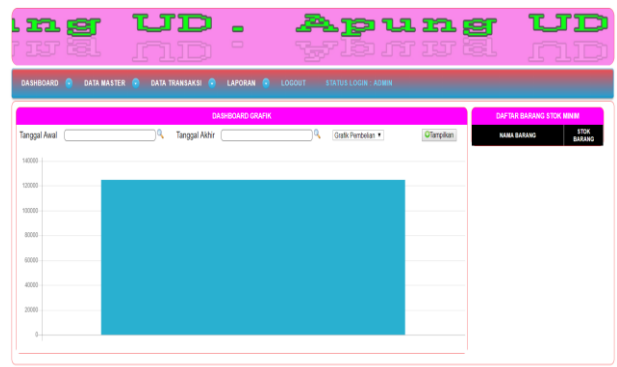 ung UD. Apung UD
DASHBOARD DATA MASTER DATA TRANSAKSI LAPORAN LOGOUT STATUS LOGIN : ADMIN
DASHBOARD GRAFIK
Tanggal Awal Tanggal Akhir Grafik Pembelian Tampilkan
140000
120000
100000
80000
60000
40000
20000
0
DAFTAR BARANG STOK MINIM
NAMA BARANG STOK BARANG